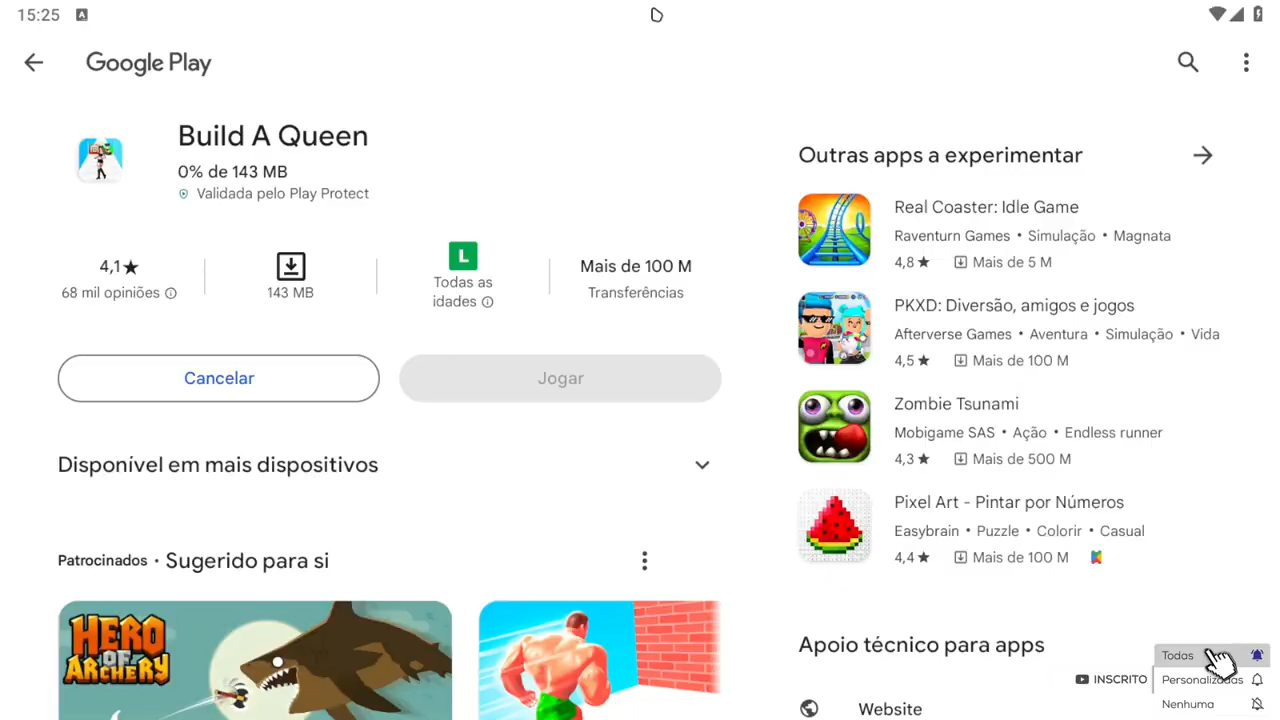 15:25
A
Google Play
Build A Queen
0% de 143 MB
Validada pelo Play Protect
4,1★
68 mil opiniões
143 MB
L
Todas as
idades
Mais de 100 M
Transferências
Cancelar
Jogar
Disponível em mais dispositivos
Patrocinados • Sugerido para si
HERO
OF
ARCHERY
Outras apps a experimentar
Real Coaster: Idle Game
Raventurn Games • Simulação • Magnata
4,8★ Mais de 5 M
PKXD: Diversão, amigos e jogos
Afterverse Games • Aventura • Simulação • Vida
4,5★ Mais de 100 M
Zombie Tsunami
Mobigame SAS • Ação • Endless runner
4,3★ Mais de 500 M
Pixel Art - Pintar por Números
Easybrain • Puzzle • Colorir • Casual
4,4★ Mais de 100 M
Apoio técnico para apps
Website
INSCRITO
Todas
Personalizadas
Nenhuma